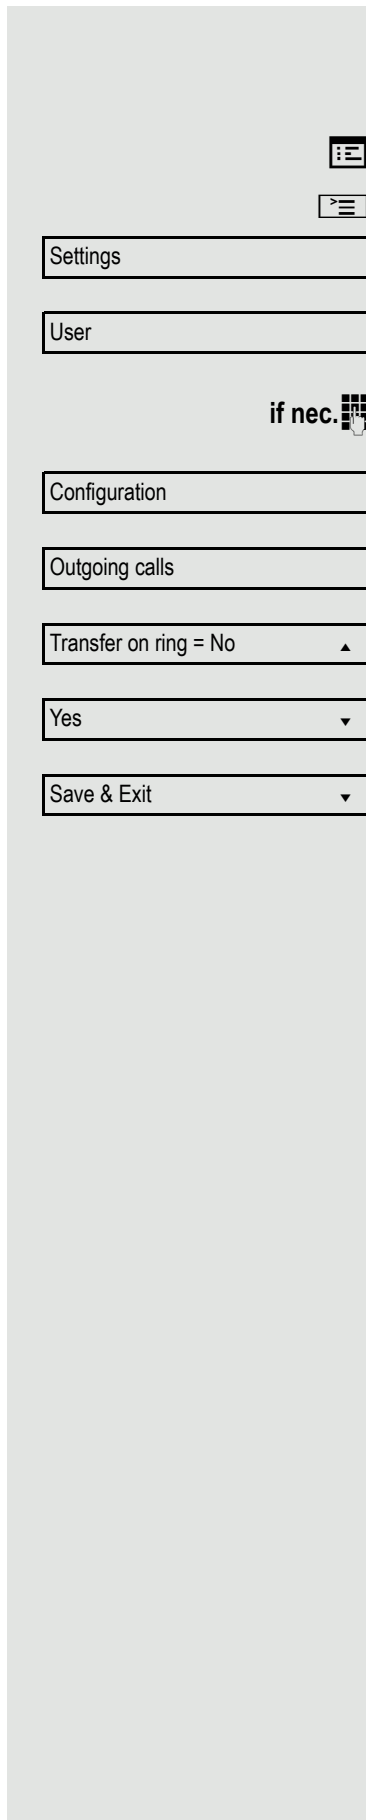 Settings
User
if nec.
Configuration
Outgoing calls
Transfer on ring = No
Yes
Save & Exit